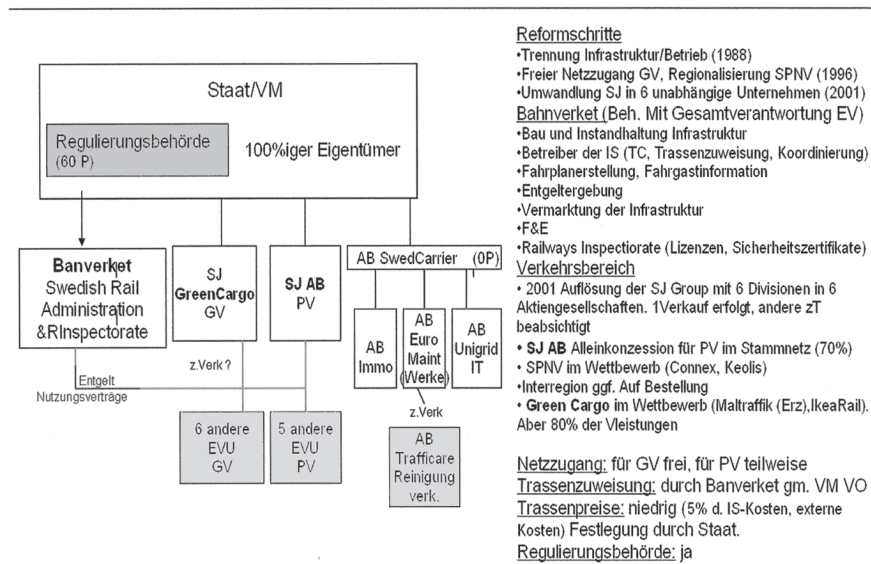 Staat/VM
Regulierungsbehörde
(60 P)
100%iger Eigentümer
Banverket
Swedish Rail
Administration
&RInspectorate
SJ
GreenCargo
GV
SJ AB
PV
AB SwedCarrier (0P)
AB
Immo
AB
Euro
Maint
(Werke)
AB
Unigrid
IT
z.Verk ?
z.Verk
Entgelt
Nutzungsverträge
6 andere
EVU
GV
5 andere
EVU
PV
AB
Trafficare
Reinigung
verk.
Reformschritte
•Trennung Infrastruktur/Betrieb (1988)
•Freier Netzzugang GV, Regionalisierung SPNV (1996)
•Umwandlung SJ in 6 unabhängige Unternehmen (2001)
Bahnverket (Beh. Mit Gesamtverantwortung EV)
•Bau und Instandhaltung Infrastruktur
•Betreiber der IS (TC, Trassenzuweisung, Koordinierung)
•Fahrplanerstellung, Fahrgastinformation
•Entgeltergebung
•Vermarktung der Infrastruktur
•F&E
•Railways Inspectiorate (Lizenzen, Sicherheitszertifikate)
Verkehrsbereich
• 2001 Auflösung der SJ Group mit 6 Divisionen in 6
Aktiengesellschaften. 1Verkauf erfolgt, andere zT
beabsichtigt
• SJ AB Alleinkonzession für PV im Stammnetz (70%)
• SPNV im Wettbewerb (Connex, Keolis)
•Interregion ggf. Auf Bestellung
• Green Cargo im Wettbewerb (Maltraffik (Erz),IkeaRail).
Aber 80% der Vleistungen
Netzzugang: für GV frei, für PV teilweise
Trassenzuweisung: durch Banverket gm. VM VO
Trassenpreise: niedrig (5% d. IS-Kosten, externe
Kosten) Festlegung durch Staat.
Regulierungsbehörde: ja